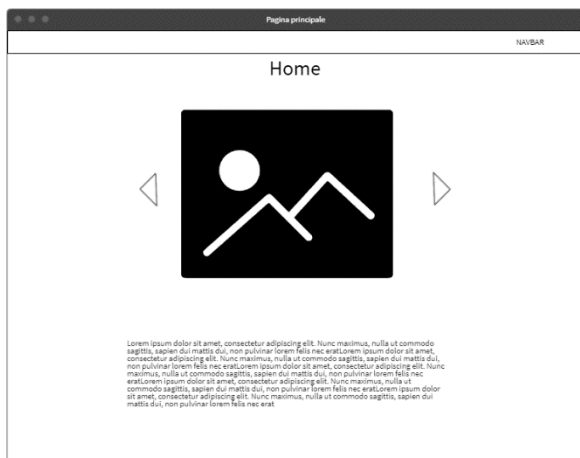 Pagina principale
NAVBAR
Home
Lorem ipsum dolor sit amet, consectetur adipiscing elit. Nunc maximus, nulla ut commodo
sagittis, sapien dui mattis dui, non pulvinar lorem felis nec eratLorem ipsum dolor sit amet,
consectetur adipiscing elit. Nunc maximus, nulla ut commodo sagittis, sapien dui mattis dui,
non pulvinar lorem felis nec eratLorem ipsum dolor sit amet, consectetur adipiscing elit. Nunc
maximus, nulla ut commodo sagittis, sapien dui mattis dui, non pulvinar lorem felis nec
eratLorem ipsum dolor sit amet, consectetur adipiscing elit. Nunc maximus, nulla ut
commodo sagittis, sapien dui mattis dui, non pulvinar lorem felis nec eratLorem ipsum dolor
sit amet, consectetur adipiscing elit. Nunc maximus, nulla ut commodo sagittis, sapien dui
mattis dui, non pulvinar lorem felis nec erat